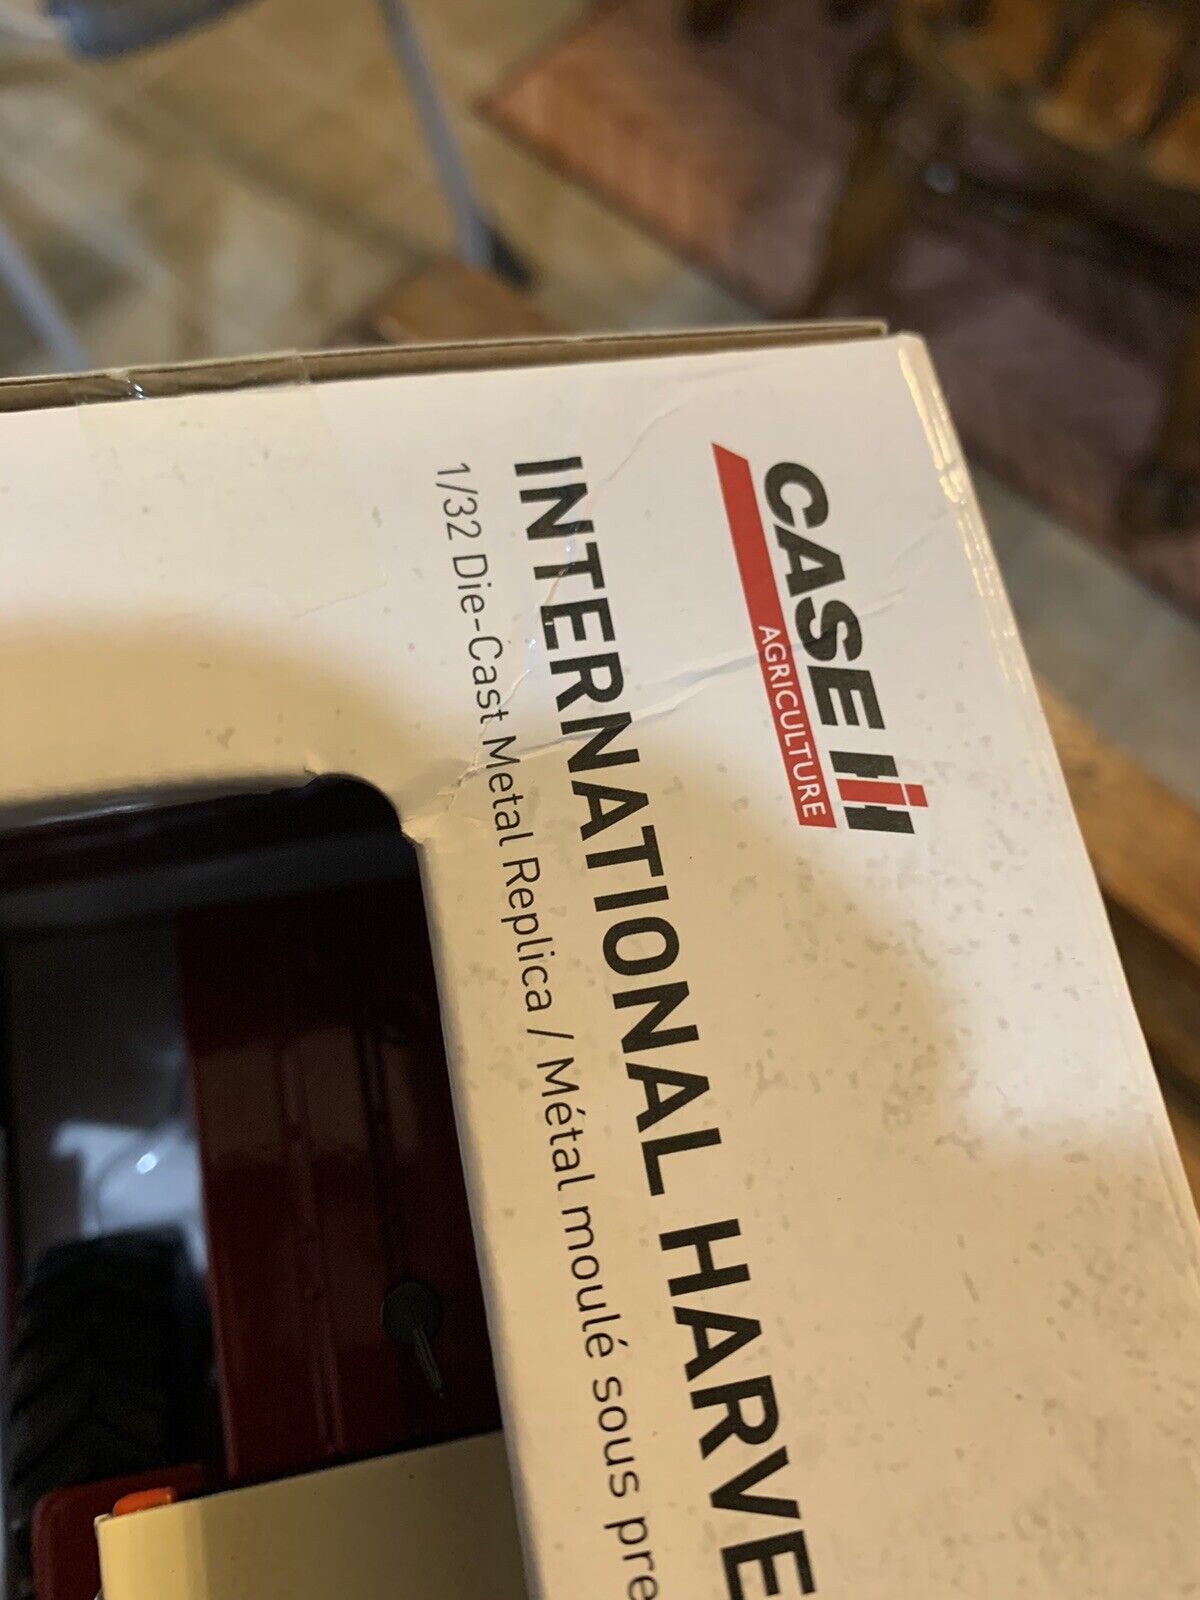 CASE IH
AGRICULTURE
INTERNATIONAL HARVE
1/32 Die-Cast Metal Replica / Métal moulé sous pre